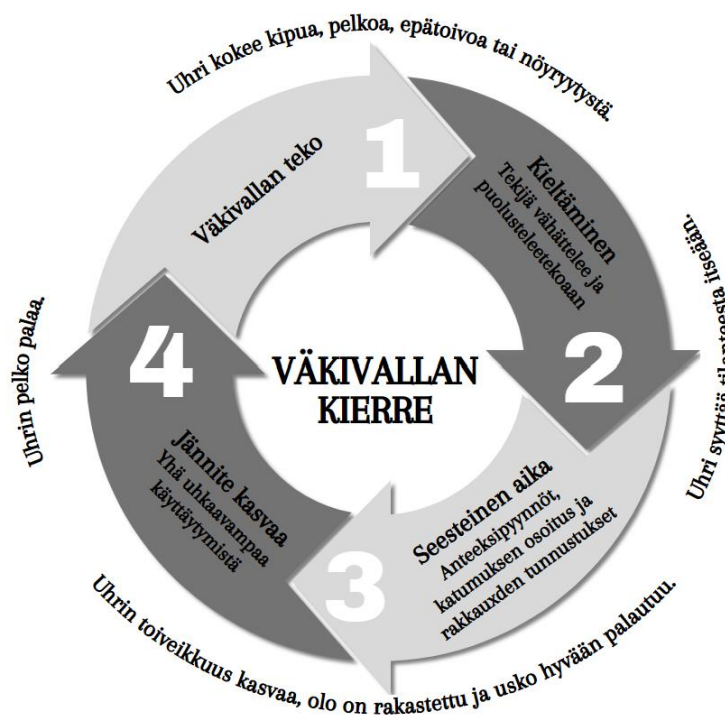 Uhri kokee kipua, pelkoa, epätoivoa tai nöyryytystä.
1
Väkivallan teko
Kieltäminen
Tekijä vähättelee ja
puolusteleetekoaan
2
Uhri syyttää tilanteesta itseään.
VÄKIVALLAN
KIERRE
Seesteinen aika
Anteeksipyynnöt,
katumuksen osoitus ja
rakkauxden tunnustukset
3
Uhrin toiveikkuus kasvaa, olo on rakastettu ja usko hyvään palautuu.
Jännite kasvaa
Yhä uhkaavampaa
käyttäytymistä
4
Uhrin pelko palaa.